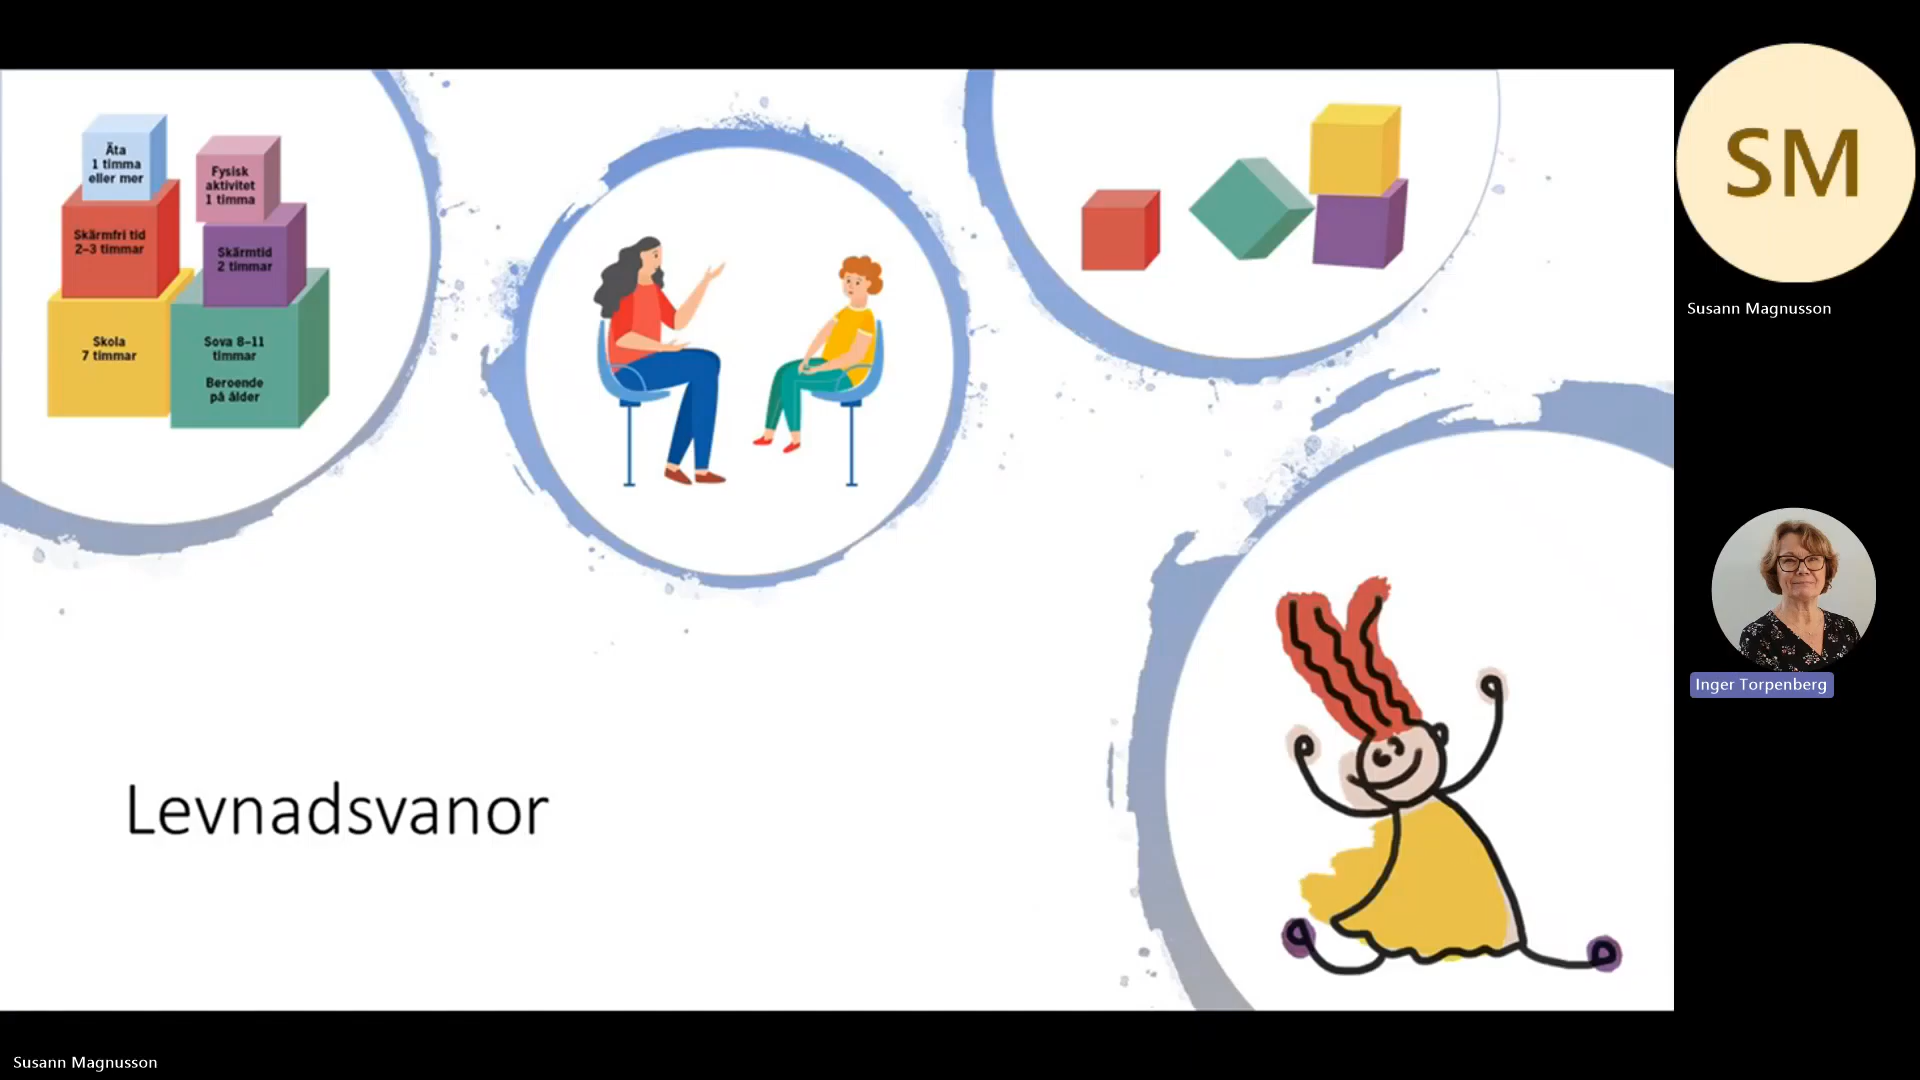 Äta
1 timma
eller mer
Fysisk
aktivitet
1 timma
Skärmfri tid
2–3 timmar
Skärmtid
2 timmar
Skola
7 timmar
Sova 8–11
timmar
Beroende
på ålder
Levnadsvanor
SM
Susann Magnusson
Inger Torpenberg
Susann Magnusson